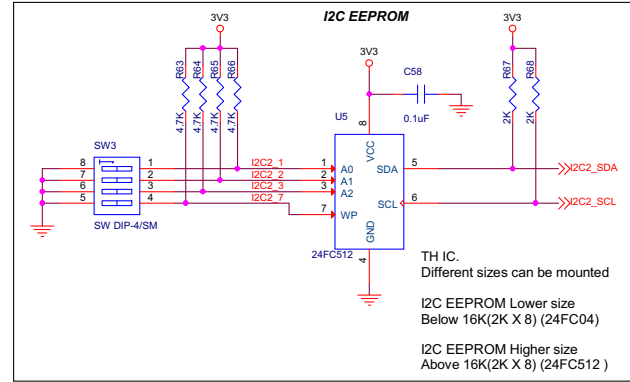 I2C EEPROM
3V3
3V3
3V3
R63
R64
R65
R66
4.7K
4.7K
4.7K
4.7K
R67
R68
2K
2K
C58
0.1uF
U5
SW3
8
7
6
5
1
2
3
4
SW DIP-4/SM
I2C2_1
I2C2_2
I2C2_3
I2C2_7
1
2
3
7
A0
A1
A2
WP
8
VCC
SDA
SCL
GND
4
5
6
I2C2_SDA
I2C2_SCL
24FC512
TH IC.
Different sizes can be mounted
I2C EEPROM Lower size
Below 16K(2K X 8) (24FC04)
I2C EEPROM Higher size
Above 16K(2K X 8) (24FC512 )